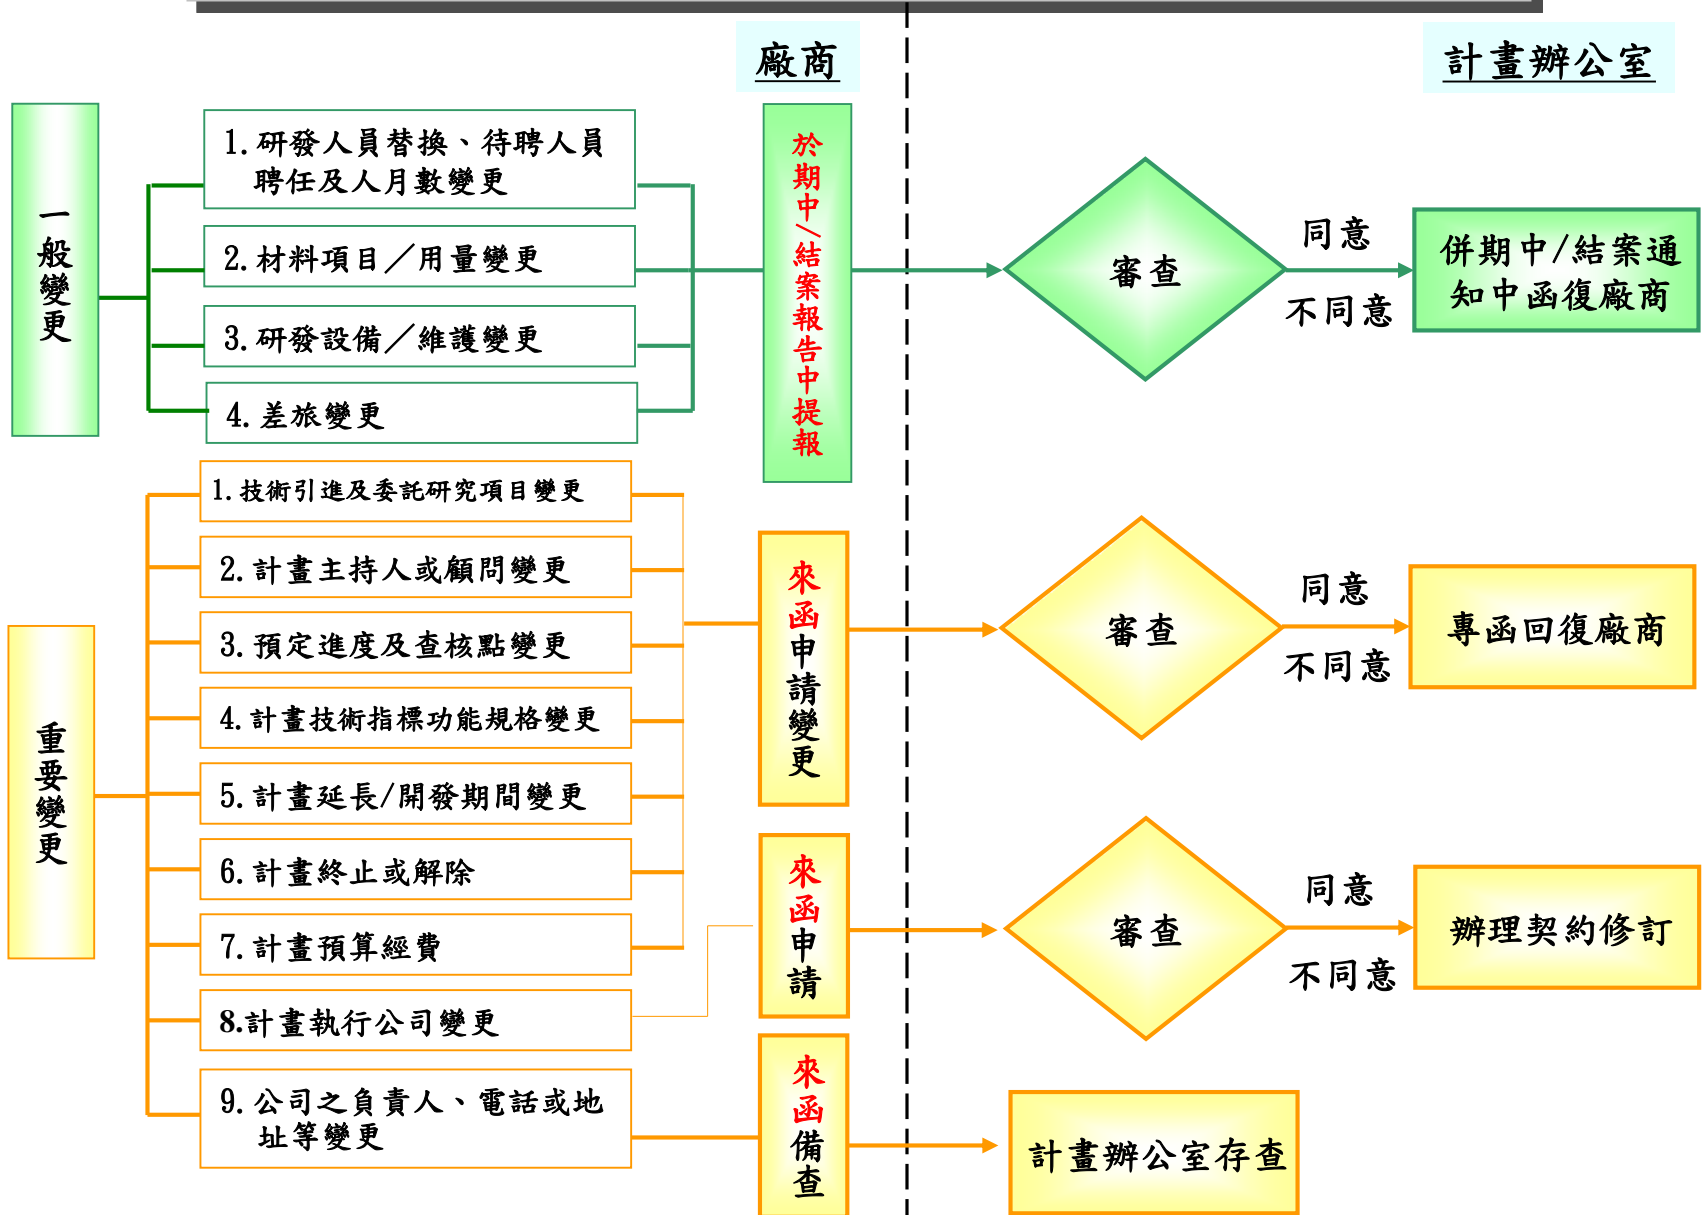 廠商
計畫辦公室
一般變更
1.研發人員替換、待聘人員
聘任及人月數變更
2.材料項目／用量變更
3.研發設備／維護變更
4.差旅變更
於期中／結案報告中提報
審查
同意
不同意
併期中/結案通
知中函復廠商
重要變更
1.技術引進及委託研究項目變更
2.計畫主持人或顧問變更
3.預定進度及查核點變更
4.計畫技術指標功能規格變更
5.計畫延長/開發期間變更
6.計畫終止或解除
7.計畫預算經費
8.計畫執行公司變更
9.公司之負責人、電話或地
址等變更
來函申請變更
審查
同意
不同意
專函回復廠商
來函申請
審查
同意
不同意
辦理契約修訂
來函備查
計畫辦公室存查